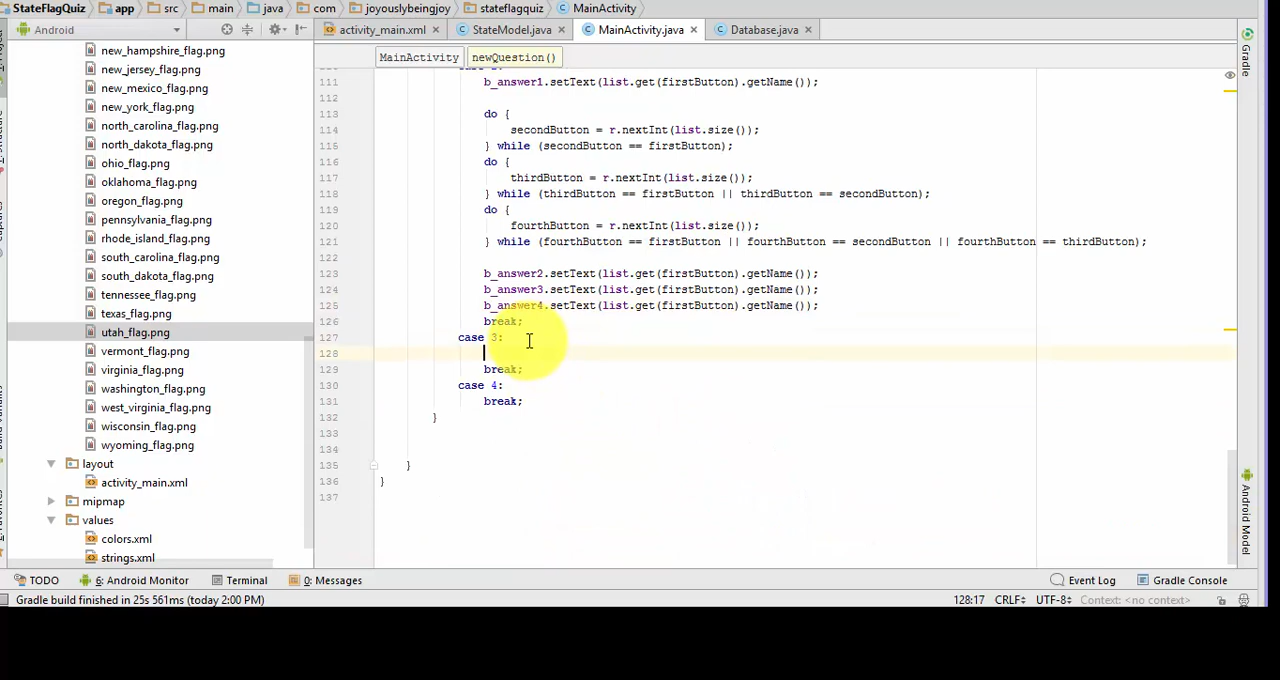 StateFlagQuiz app src main java com joyouslybeingjoy stateflagquiz MainActivity
Android
activity_main.xml StateModel.java MainActivity.java Database.java
MainActivity newQuestion()
new_hampshire_flag.png
new_jersey_flag.png
new_mexico_flag.png
new_york_flag.png
north_carolina_flag.png
north_dakota_flag.png
ohio_flag.png
oklahoma_flag.png
oregon_flag.png
pennsylvania_flag.png
rhode_island_flag.png
south_carolina_flag.png
south_dakota_flag.png
tennessee_flag.png
texas_flag.png
utah_flag.png
vermont_flag.png
virginia_flag.png
washington_flag.png
west_virginia_flag.png
wisconsin_flag.png
wyoming_flag.png
layout
activity_main.xml
mipmap
values
colors.xml
strings.xml
111 b_answer1.setText(list.get(firstButton).getName());
112
113 do {
114 secondButton = r.nextInt(list.size());
115 } while (secondButton == firstButton);
116 do {
117 thirdButton = r.nextInt(list.size());
118 } while (thirdButton == firstButton || thirdButton == secondButton);
119 do {
120 fourthButton = r.nextInt(list.size());
121 } while (fourthButton == firstButton || fourthButton == secondButton || fourthButton == thirdButton);
122
123 b_answer2.setText(list.get(firstButton).getName());
124 b_answer3.setText(list.get(firstButton).getName());
125 b_answer4.setText(list.get(firstButton).getName());
126 break;
127 case 3:
128
129 break;
130 case 4:
131 break;
132 }
133
134
135 }
136 }
137
Gradle
Android Model
TODO 6: Android Monitor Terminal 0: Messages Event Log Gradle Console
Gradle build finished in 25s 561ms (today 2:00 PM) 128:17 CRLF UTF-8 Context: <no context>